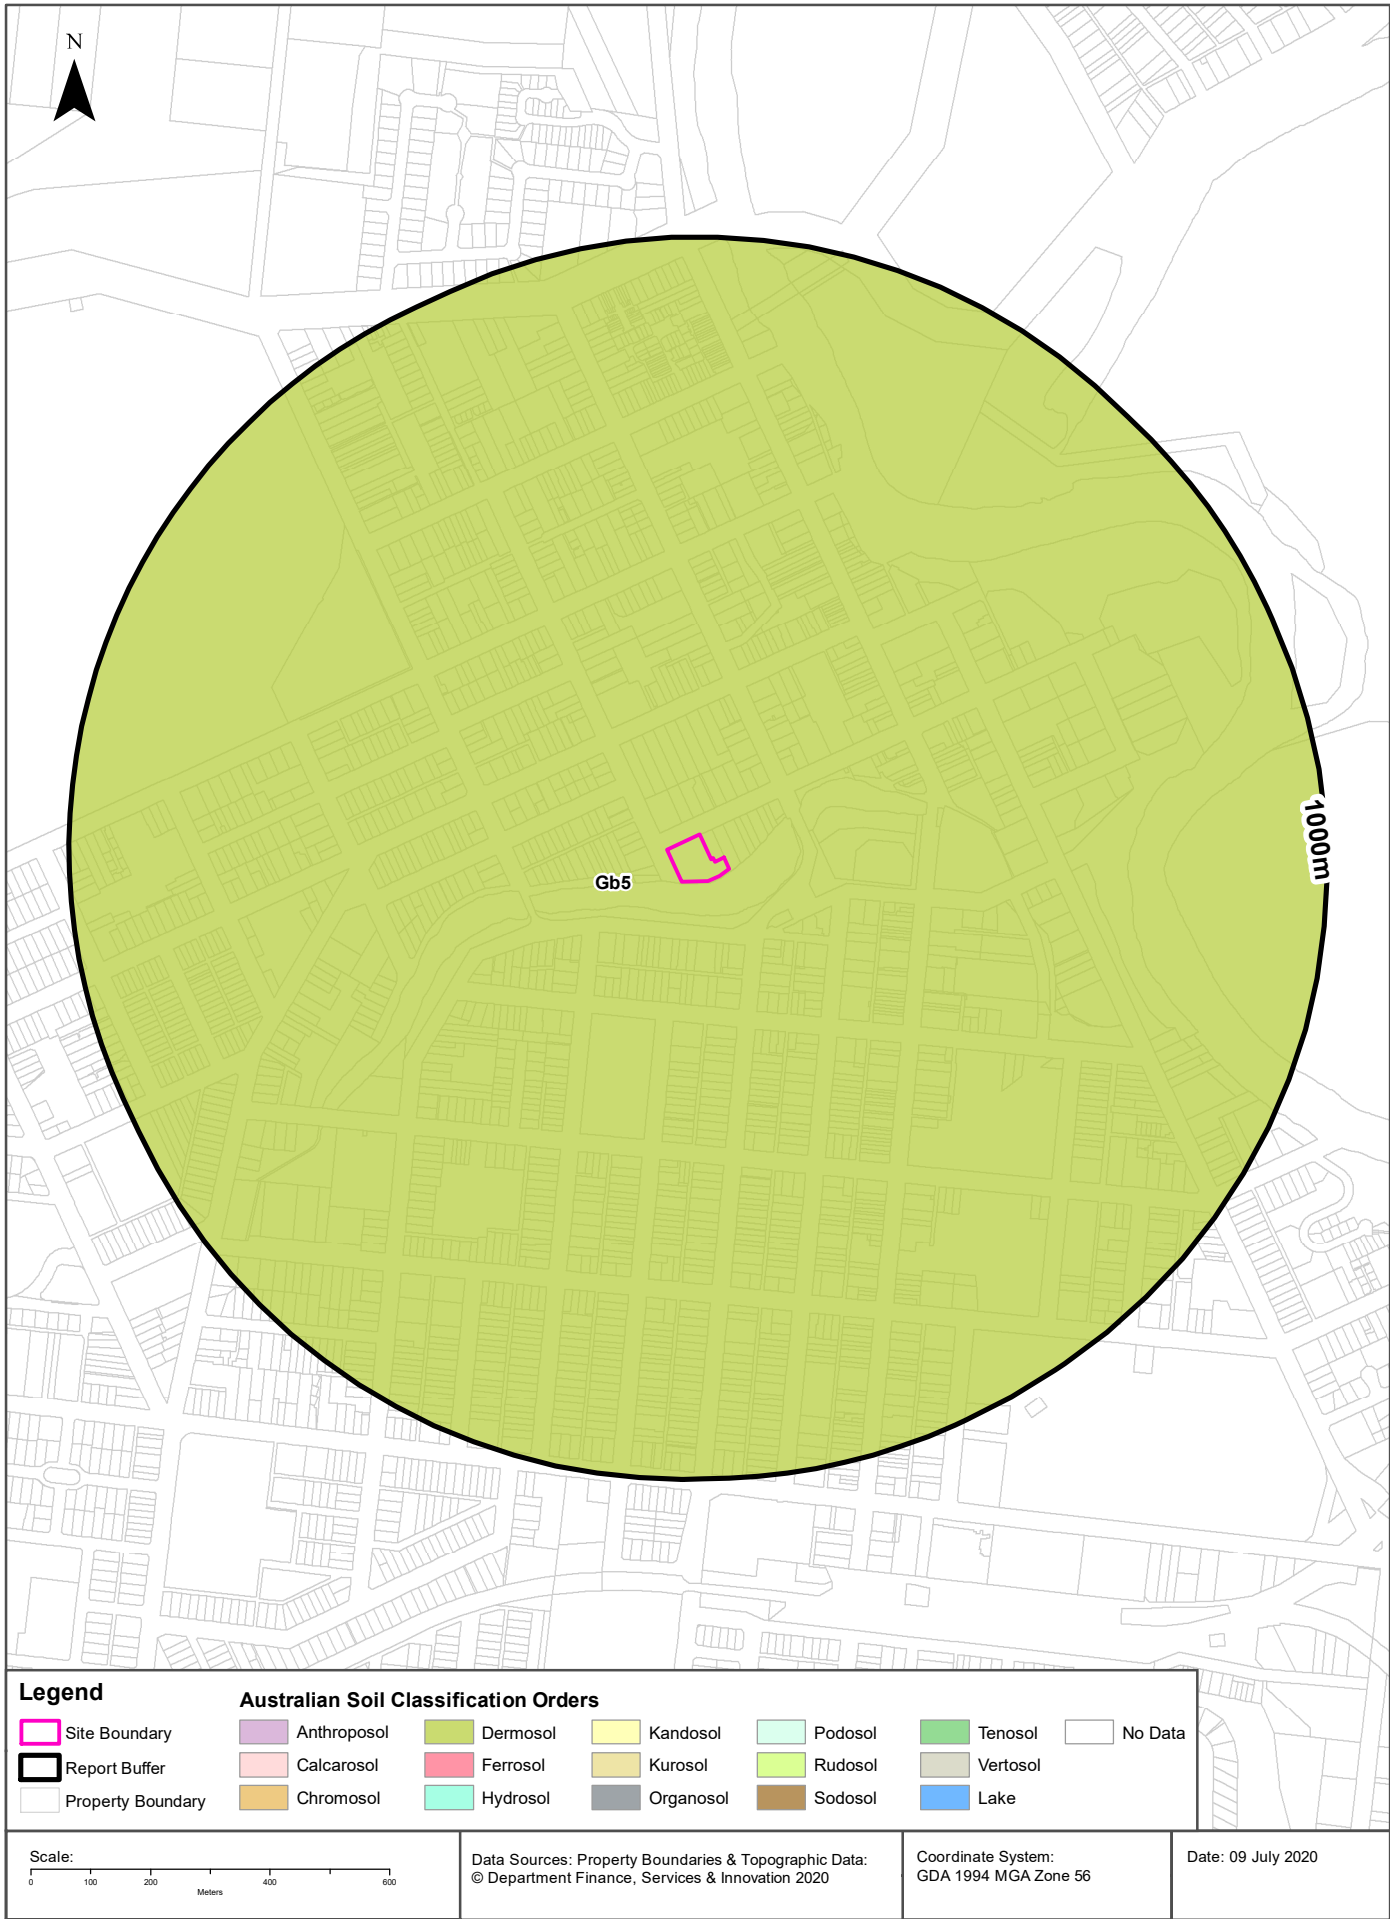 N
1000m
Gb5
Legend
Site Boundary
Report Buffer
Property Boundary
Australian Soil Classification Orders
Anthroposol
Calcarosol
Chromosol
Dermosol
Ferrosol
Hydrosol
Kandosol
Kurosol
Organosol
Podosol
Rudosol
Sodosol
Tenosol
Vertosol
Lake
No Data
Scale:
0 100 200 400 600
Meters
Data Sources: Property Boundaries & Topographic Data:
© Department Finance, Services & Innovation 2020
Coordinate System:
GDA 1994 MGA Zone 56
Date: 09 July 2020